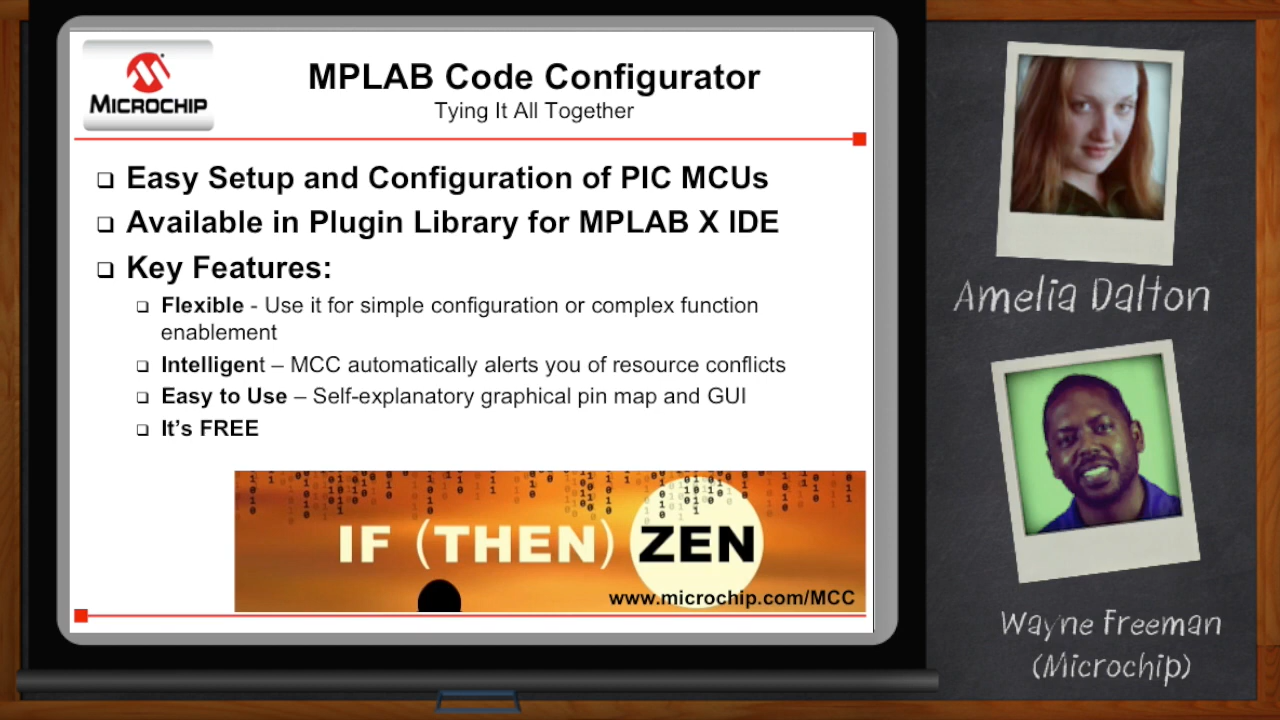 MICROCHIP
MPLAB Code Configurator
Tying It All Together
❑ Easy Setup and Configuration of PIC MCUs
❑ Available in Plugin Library for MPLAB X IDE
❑ Key Features:
❑ Flexible - Use it for simple configuration or complex function
enablement
❑ Intelligent – MCC automatically alerts you of resource conflicts
❑ Easy to Use – Self-explanatory graphical pin map and GUI
❑ It's FREE
IF (THEN) ZEN
www.microchip.com/MCC
Amelia Dalton
Wayne Freeman
(Microchip)